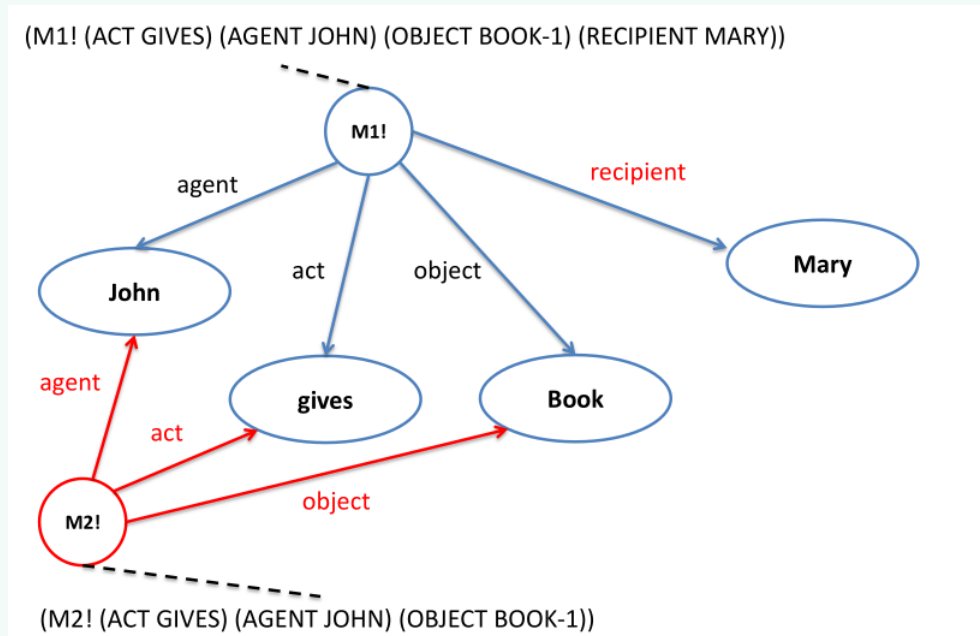 (M1! (ACT GIVES) (AGENT JOHN) (OBJECT BOOK-1) (RECIPIENT MARY))
M1!
recipient
agent
act
object
Mary
John
agent
gives
Book
act
object
M2!
(M2! (ACT GIVES) (AGENT JOHN) (OBJECT BOOK-1))